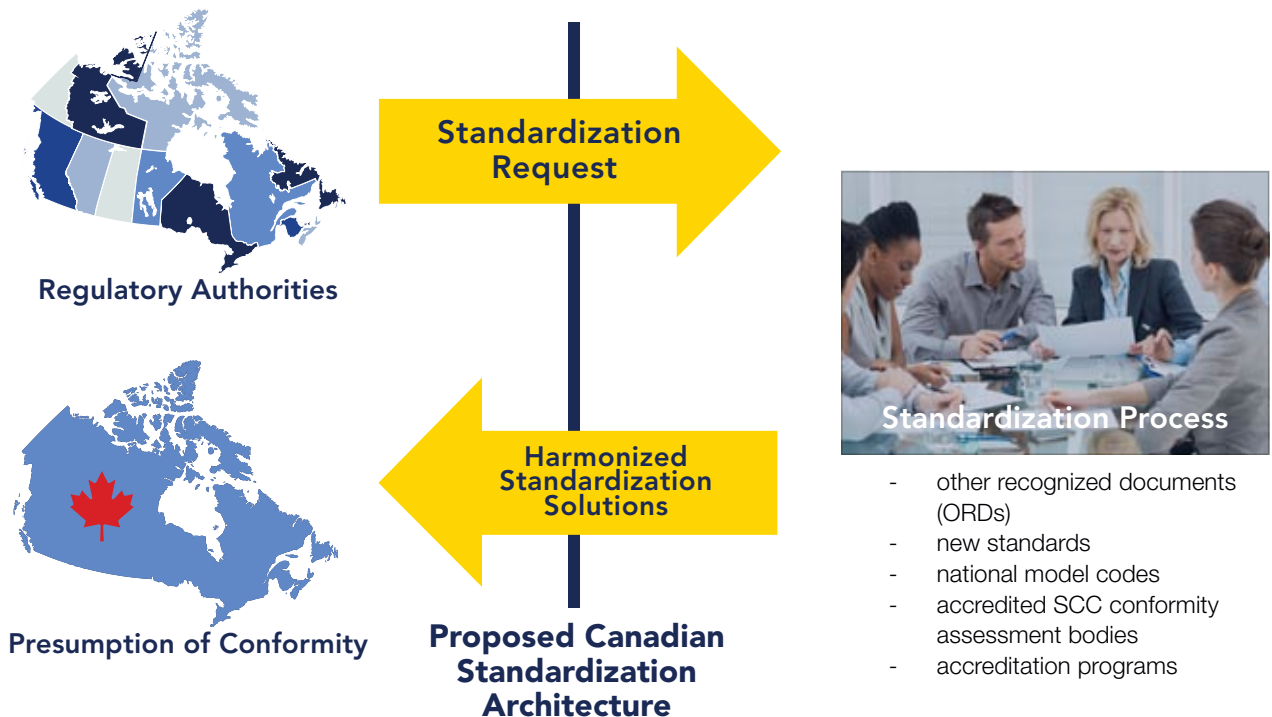 Standardization
Request
Regulatory Authorities
Standardization Process
Harmonized
Standardization
Solutions
- other recognized documents
(ORDs)
- new standards
- national model codes
- accredited SCC conformity
assessment bodies
- accreditation programs
Presumption of Conformity
Proposed Canadian
Standardization
Architecture